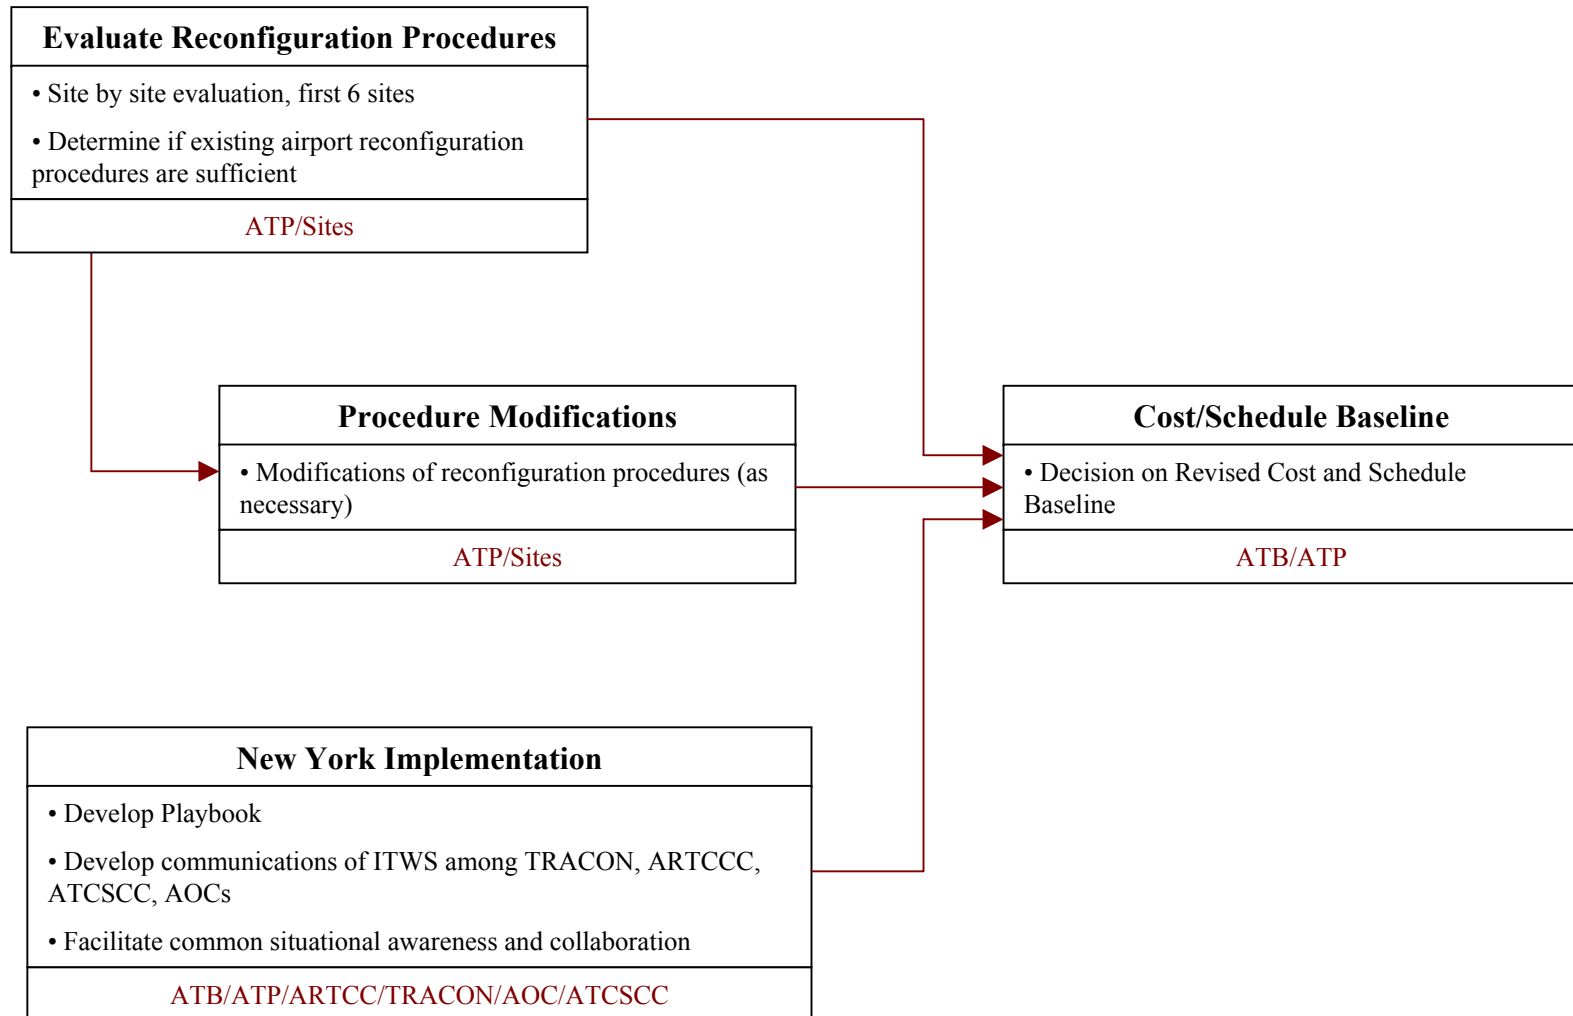 Evaluate Reconfiguration Procedures
• Site by site evaluation, first 6 sites
• Determine if existing airport reconfiguration
procedures are sufficient
ATP/Sites
Procedure Modifications
• Modifications of reconfiguration procedures (as
necessary)
ATP/Sites
Cost/Schedule Baseline
• Decision on Revised Cost and Schedule
Baseline
ATB/ATP
New York Implementation
• Develop Playbook
• Develop communications of ITWS among TRACON, ARTCCC,
ATCSCC, AOCs
• Facilitate common situational awareness and collaboration
ATB/ATP/ARTCC/TRACON/AOC/ATCSCC